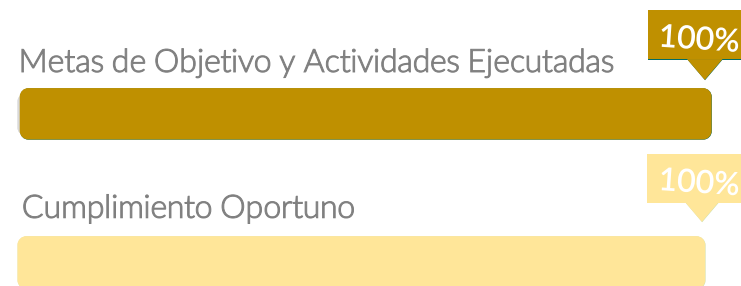 100%
Metas de Objetivo y Actividades Ejecutadas
100%
Cumplimiento Oportuno